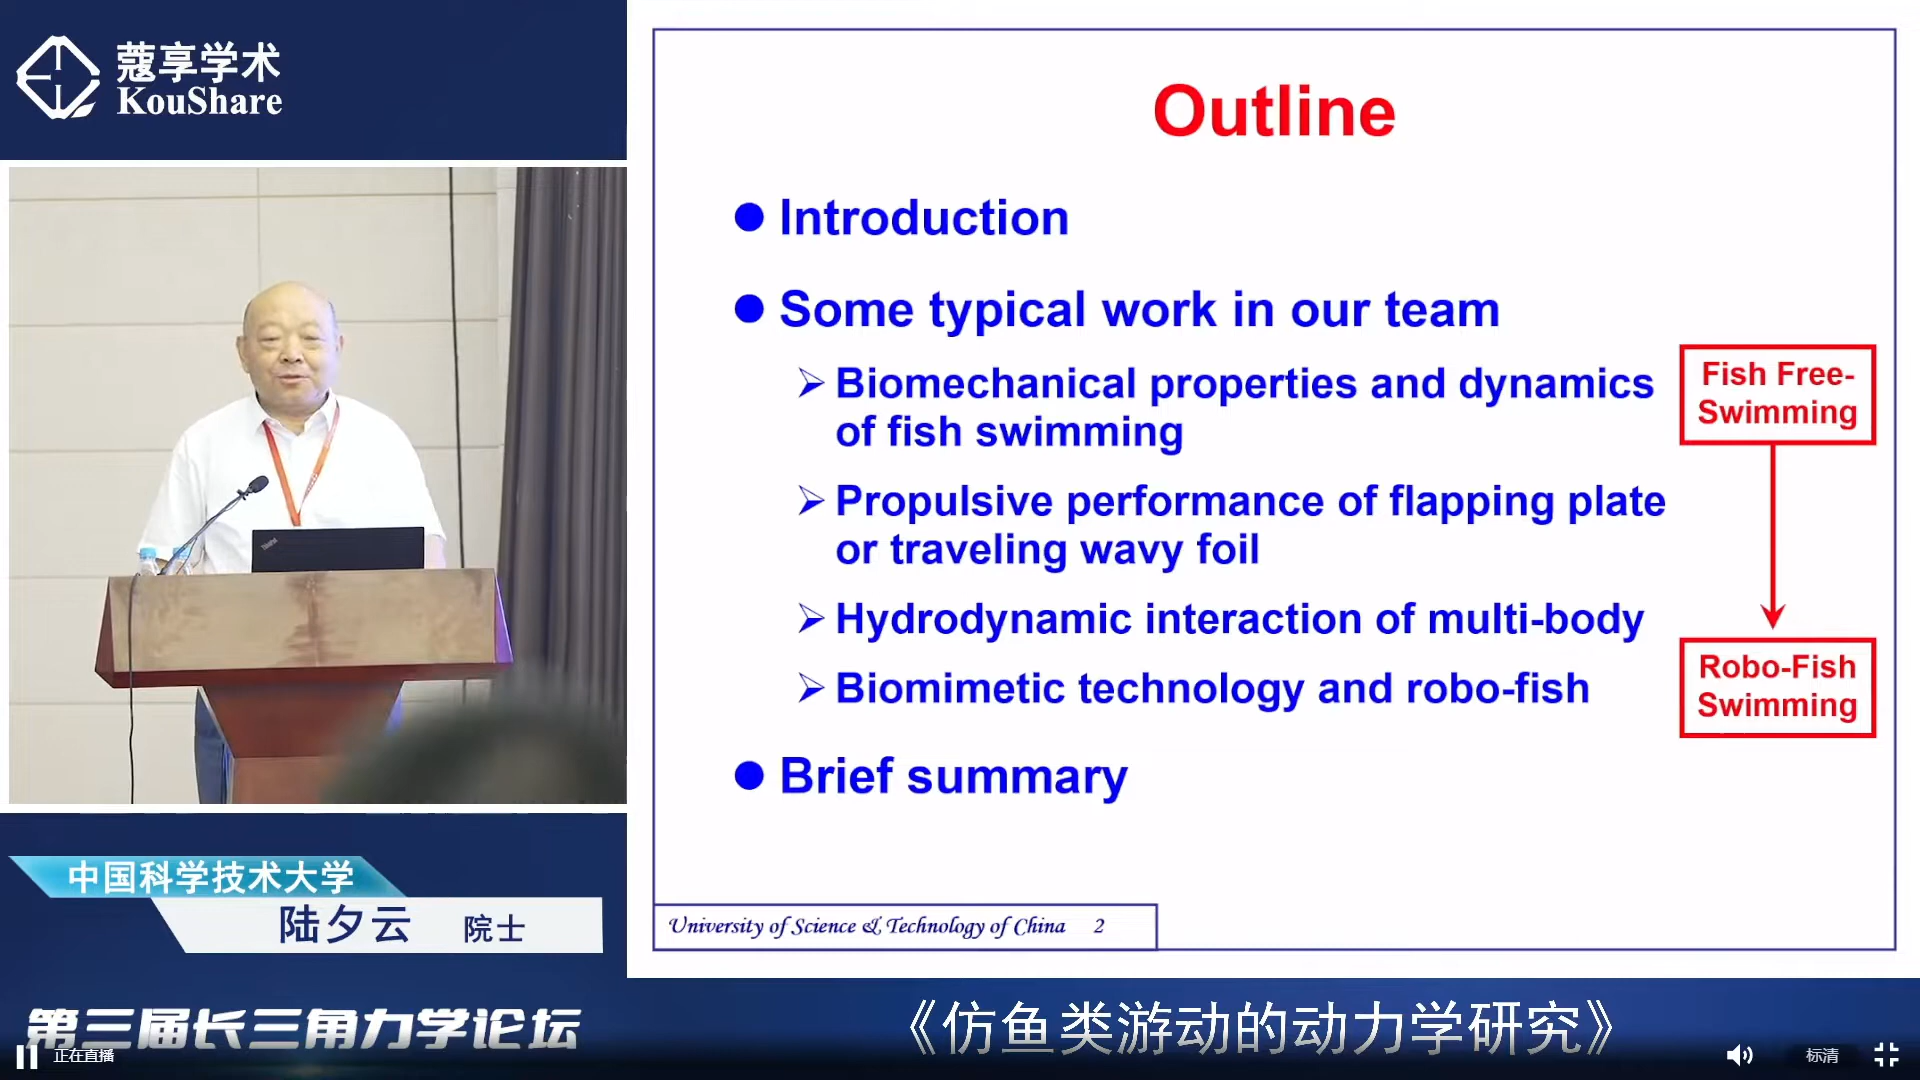 蔻享学术
KouShare
Outline
Introduction
Some typical work in our team
Biomechanical properties and dynamics
of fish swimming
Propulsive performance of flapping plate
or traveling wavy foil
Hydrodynamic interaction of multi-body
Biomimetic technology and robo-fish
Brief summary
Fish Free-
Swimming
Robo-Fish
Swimming
University of Science & Technology of China 2
ThinkPad
中国科学技术大学
陆夕云 院士
第三届长三角力学论坛
《仿鱼类游动的动力学研究》
正在直播
标清